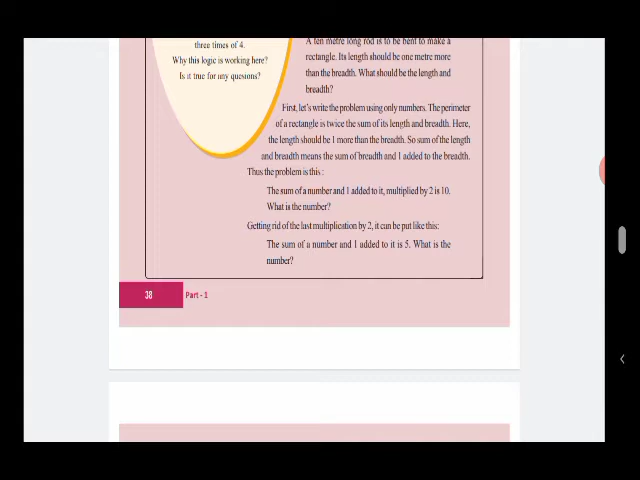 three times of 4.
Why this logic is working here?
Is it true for any quesions?
A ten metre long rod is to be bent to make a
rectangle. Its length should be one metre more
than the breadth. What should be the length and
breadth?
First, let's write the problem using only numbers. The perimeter
of a rectangle is twice the sum of its length and breadth. Here,
the length should be 1 more than the breadth. So sum of the length
and breadth means the sum of breadth and 1 added to the breadth.
Thus the problem is this :
The sum of a number and 1 added to it, multiplied by 2 is 10.
What is the number?
Getting rid of the last multiplication by 2, it can be put like this:
The sum of a number and 1 added to it is 5. What is the
number?
38
Part - 1